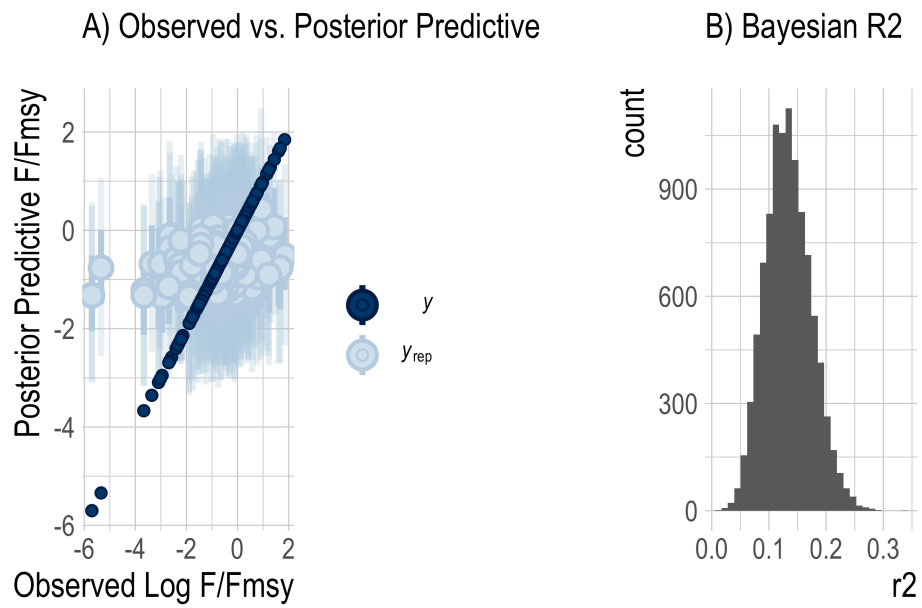 A) Observed vs. Posterior Predictive
B) Bayesian R2
Posterior Predictive F/Fmsy
2
0
-2
-4
-6
-6 -4 -2 0 2
Observed Log F/Fmsy
y
yrep
count
900
600
300
0
0.0 0.1 0.2 0.3
r2